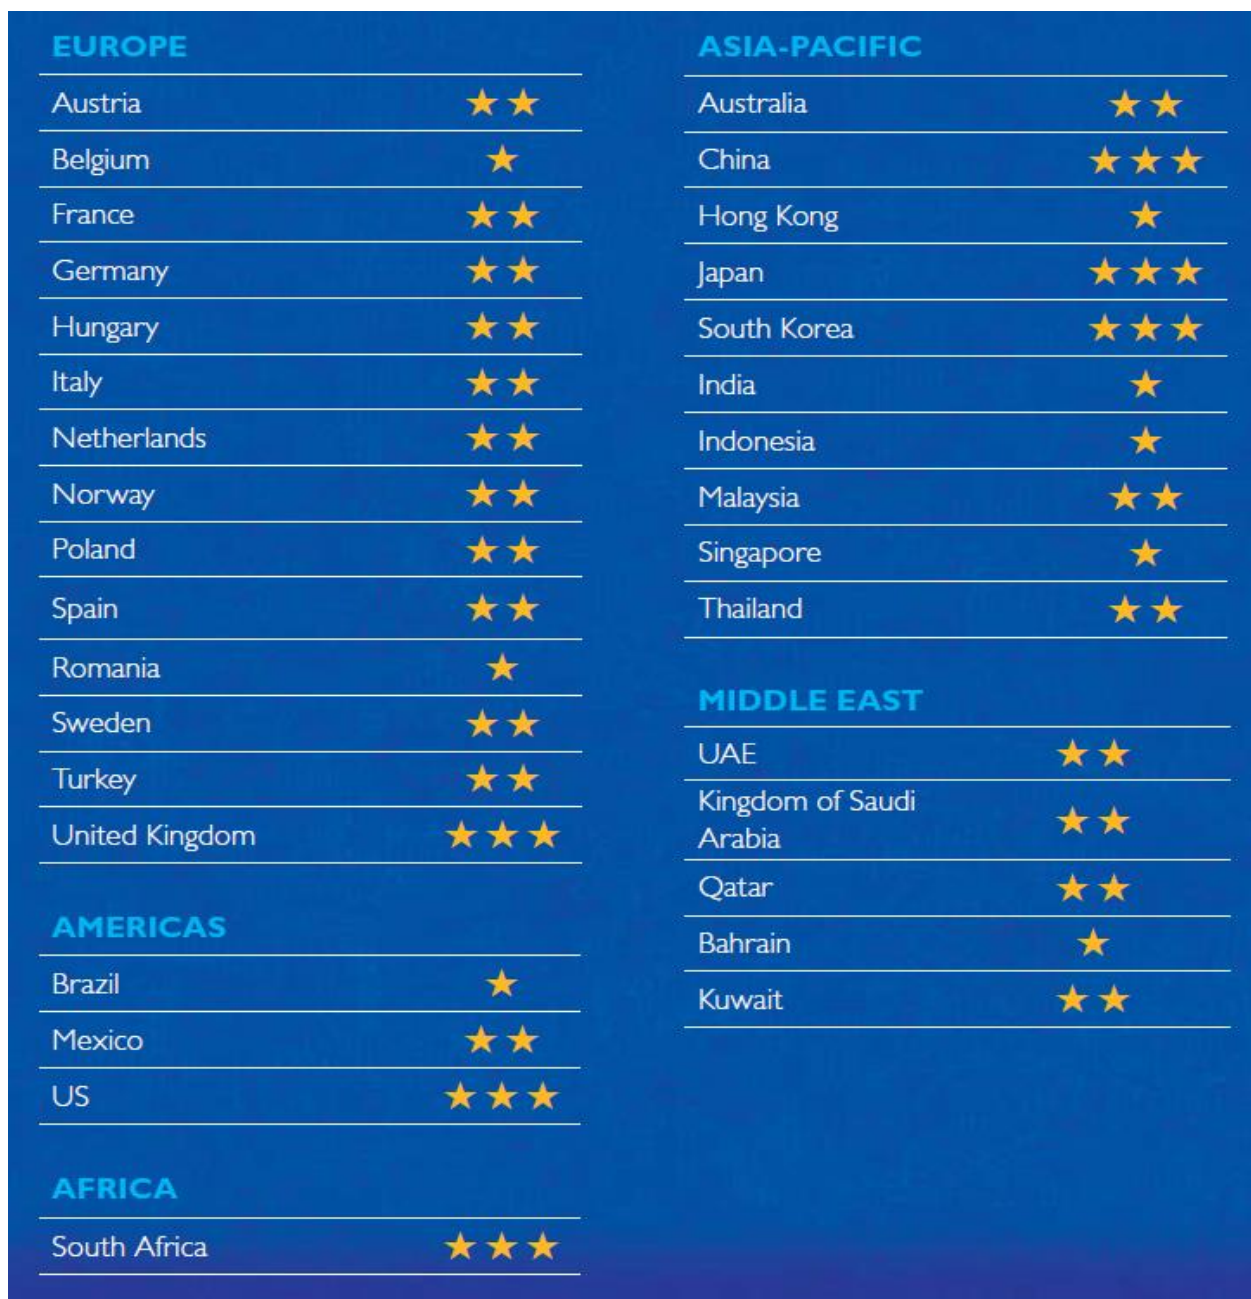 EUROPE
Austria ★★
Belgium ★
France ★★
Germany ★★
Hungary ★★
Italy ★★
Netherlands ★★
Norway ★★
Poland ★★
Spain ★★
Romania ★
Sweden ★★
Turkey ★★
United Kingdom ★★★
AMERICAS
Brazil ★
Mexico ★★
US ★★★
AFRICA
South Africa ★★★
ASIA-PACIFIC
Australia ★★
China ★★★
Hong Kong ★
Japan ★★★
South Korea ★★★
India ★
Indonesia ★
Malaysia ★★
Singapore ★
Thailand ★★
MIDDLE EAST
UAE ★★
Kingdom of Saudi
Arabia ★★
Qatar ★★
Bahrain ★
Kuwait ★★